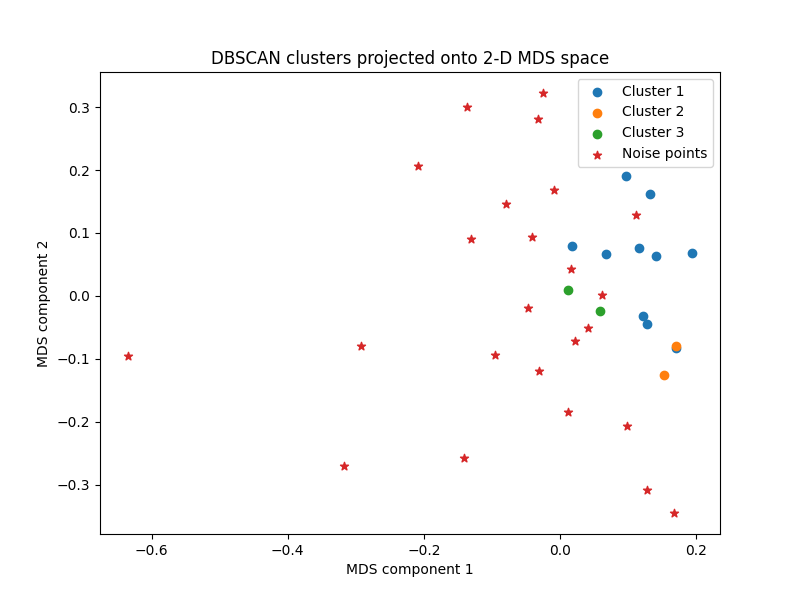 DBSCAN clusters projected onto 2-D MDS space
Cluster 1
Cluster 2
Cluster 3
Noise points
MDS component 2
0.3
0.2
0.1
0.0
−0.1
−0.2
−0.3
−0.6
−0.4
−0.2
0.0
0.2
MDS component 1